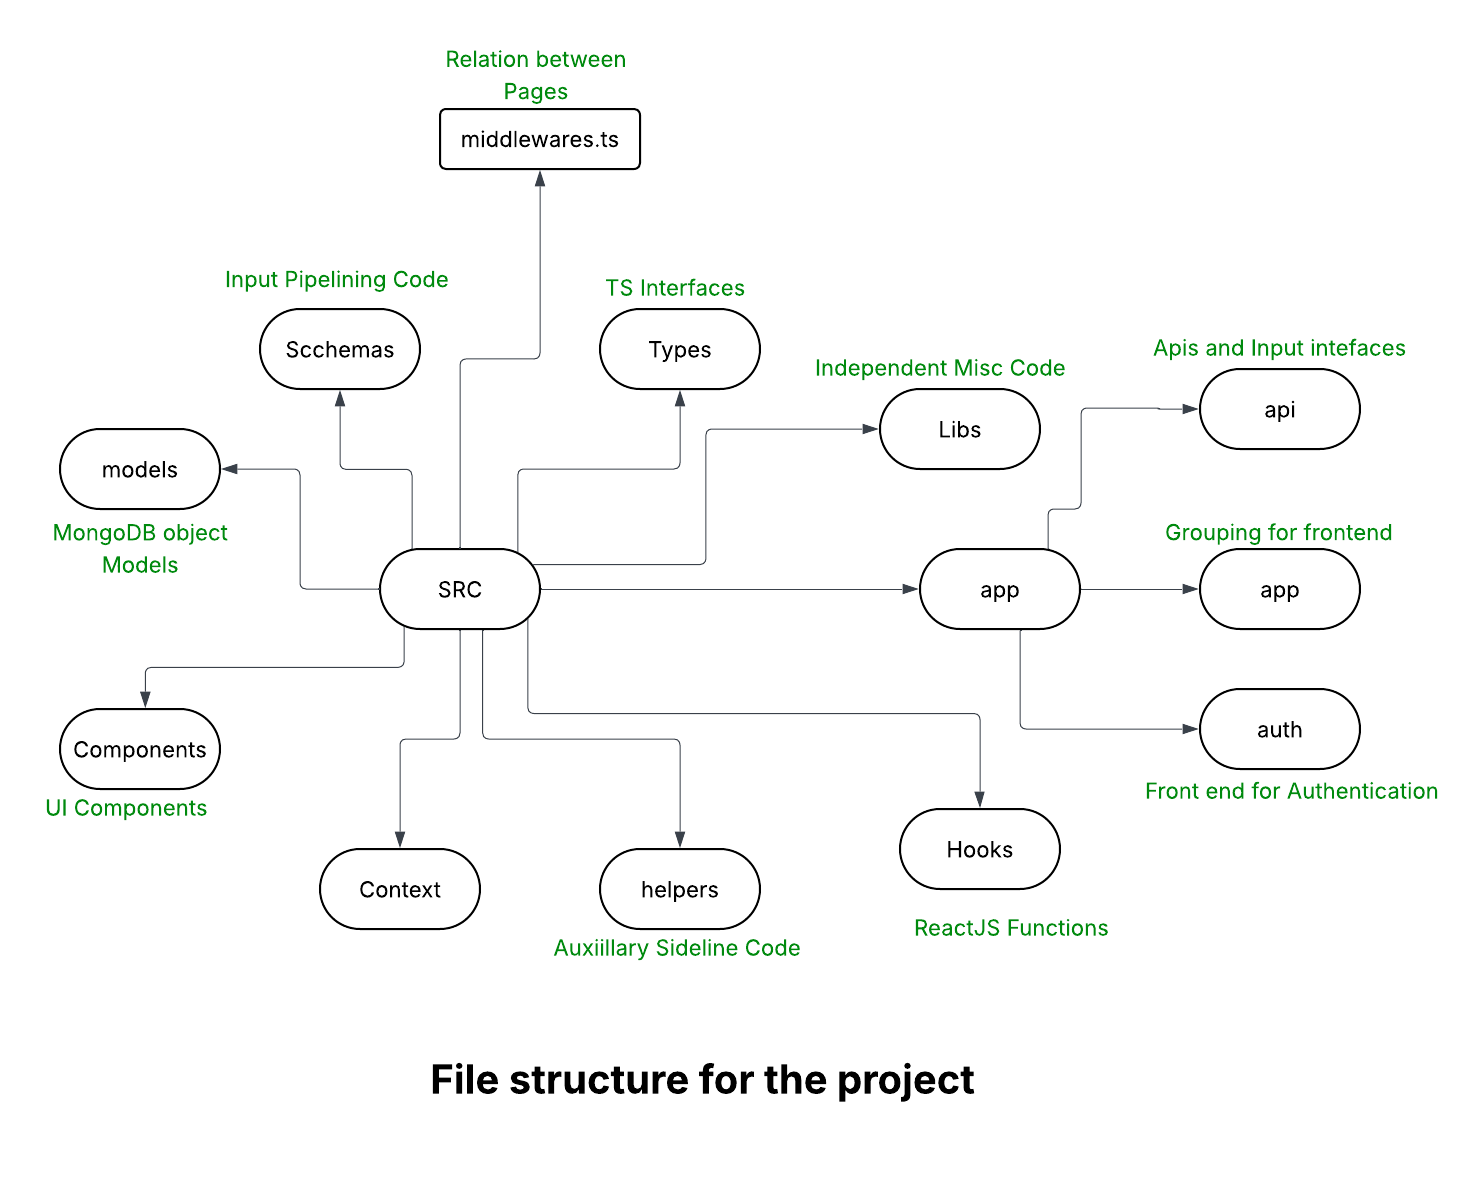 Relation between
Pages
middlewares.ts
Input Pipelining Code
Scchemas
TS Interfaces
Types
Independent Misc Code
Libs
Apis and Input intefaces
api
models
MongoDB object
Models
SRC
app
Grouping for frontend
app
auth
Front end for Authentication
Components
UI Components
Context
helpers
Auxiillary Sideline Code
Hooks
ReactJS Functions
File structure for the project